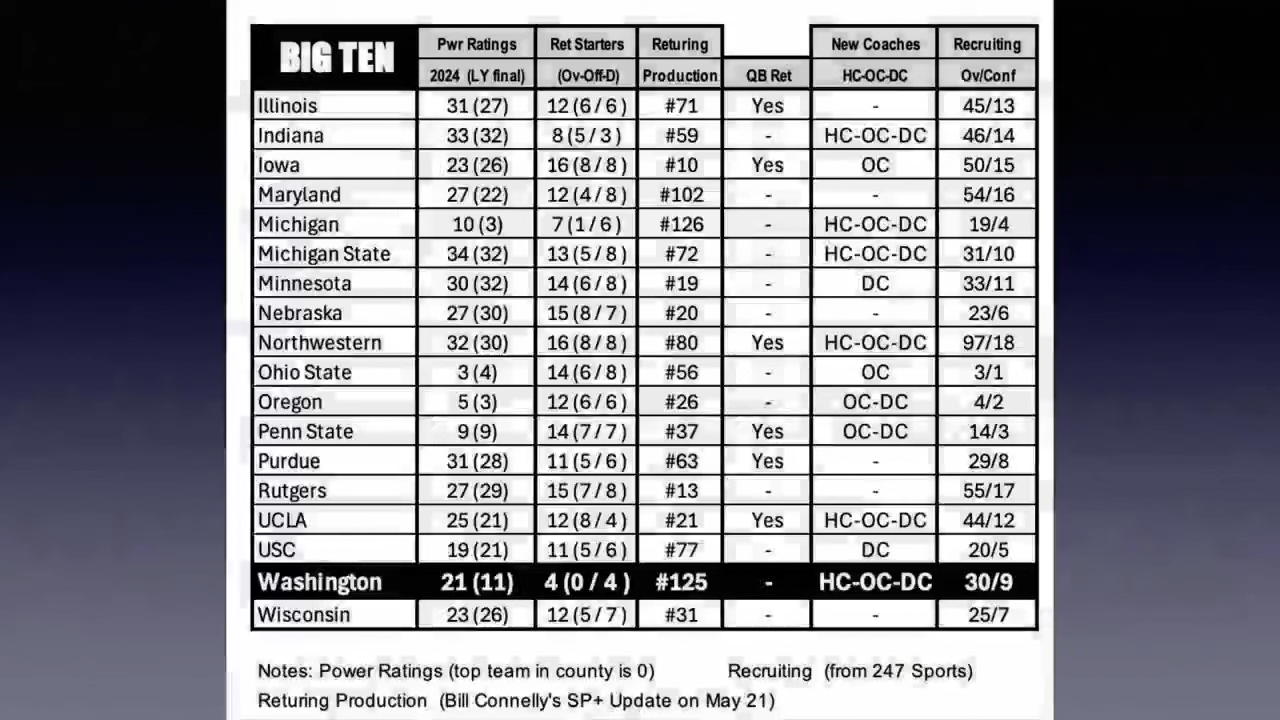 BIG TEN Pwr Ratings Ret Starters Returing New Coaches Recruiting
2024 (LY final) (Ov-Off-D) Production QB Ret HC-OC-DC Ov/Conf
Illinois 31 (27) 12 (6 / 6) #71 Yes - 45/13
Indiana 33 (32) 8 (5 / 3) #59 - HC-OC-DC 46/14
Iowa 23 (26) 16 (8 / 8) #10 Yes OC 50/15
Maryland 27 (22) 12 (4 / 8) #102 - - 54/16
Michigan 10 (3) 7 (1 / 6) #126 - HC-OC-DC 19/4
Michigan State 34 (32) 13 (5 / 8) #72 - HC-OC-DC 31/10
Minnesota 30 (32) 14 (6 / 8) #19 - DC 33/11
Nebraska 27 (30) 15 (8 / 7) #20 - - 23/6
Northwestern 32 (30) 16 (8 / 8) #80 Yes HC-OC-DC 97/18
Ohio State 3 (4) 14 (6 / 8) #56 - OC 3/1
Oregon 5 (3) 12 (6 / 6) #26 - OC-DC 4/2
Penn State 9 (9) 14 (7 / 7) #37 Yes OC-DC 14/3
Purdue 31 (28) 11 (5 / 6) #63 Yes - 29/8
Rutgers 27 (29) 15 (7 / 8) #13 - - 55/17
UCLA 25 (21) 12 (8 / 4) #21 Yes HC-OC-DC 44/12
USC 19 (21) 11 (5 / 6) #77 - DC 20/5
Washington 21 (11) 4 (0 / 4) #125 - HC-OC-DC 30/9
Wisconsin 23 (26) 12 (5 / 7) #31 - - 25/7
Notes: Power Ratings (top team in county is 0) Recruiting (from 247 Sports)
Returing Production (Bill Connelly's SP+ Update on May 21)